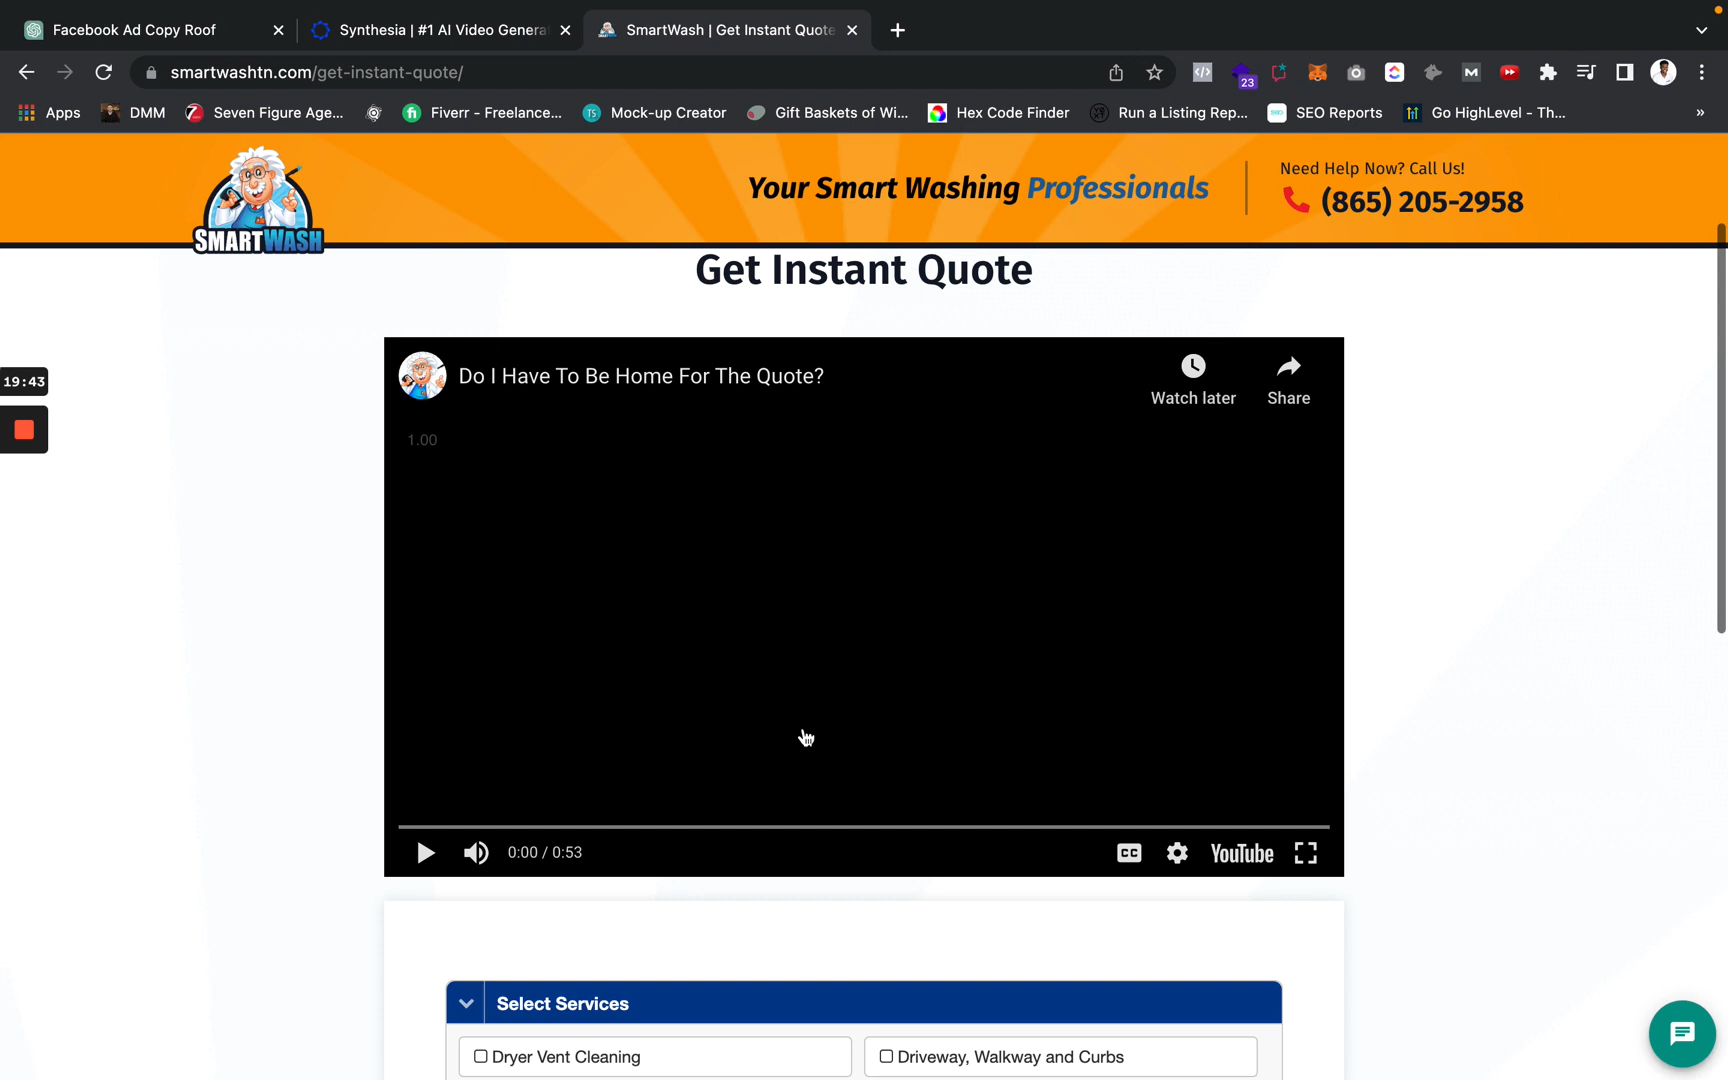 Facebook Ad Copy Roof
Synthesia | #1 AI Video Genera
SmartWash | Get Instant Quote
smartwashtn.com/get-instant-quote/
23
Apps
DMM
Seven Figure Age...
Fiverr - Freelance...
Mock-up Creator
Gift Baskets of Wi...
Hex Code Finder
Run a Listing Rep...
SEO Reports
Go HighLevel - Th...
»
SMARTWASH
Your Smart Washing Professionals
Need Help Now? Call Us!
(865) 205-2958
Get Instant Quote
19:43
Do I Have To Be Home For The Quote?
Watch later
Share
1.00
0:00 / 0:53
CC
YouTube
Select Services
Dryer Vent Cleaning
Driveway, Walkway and Curbs